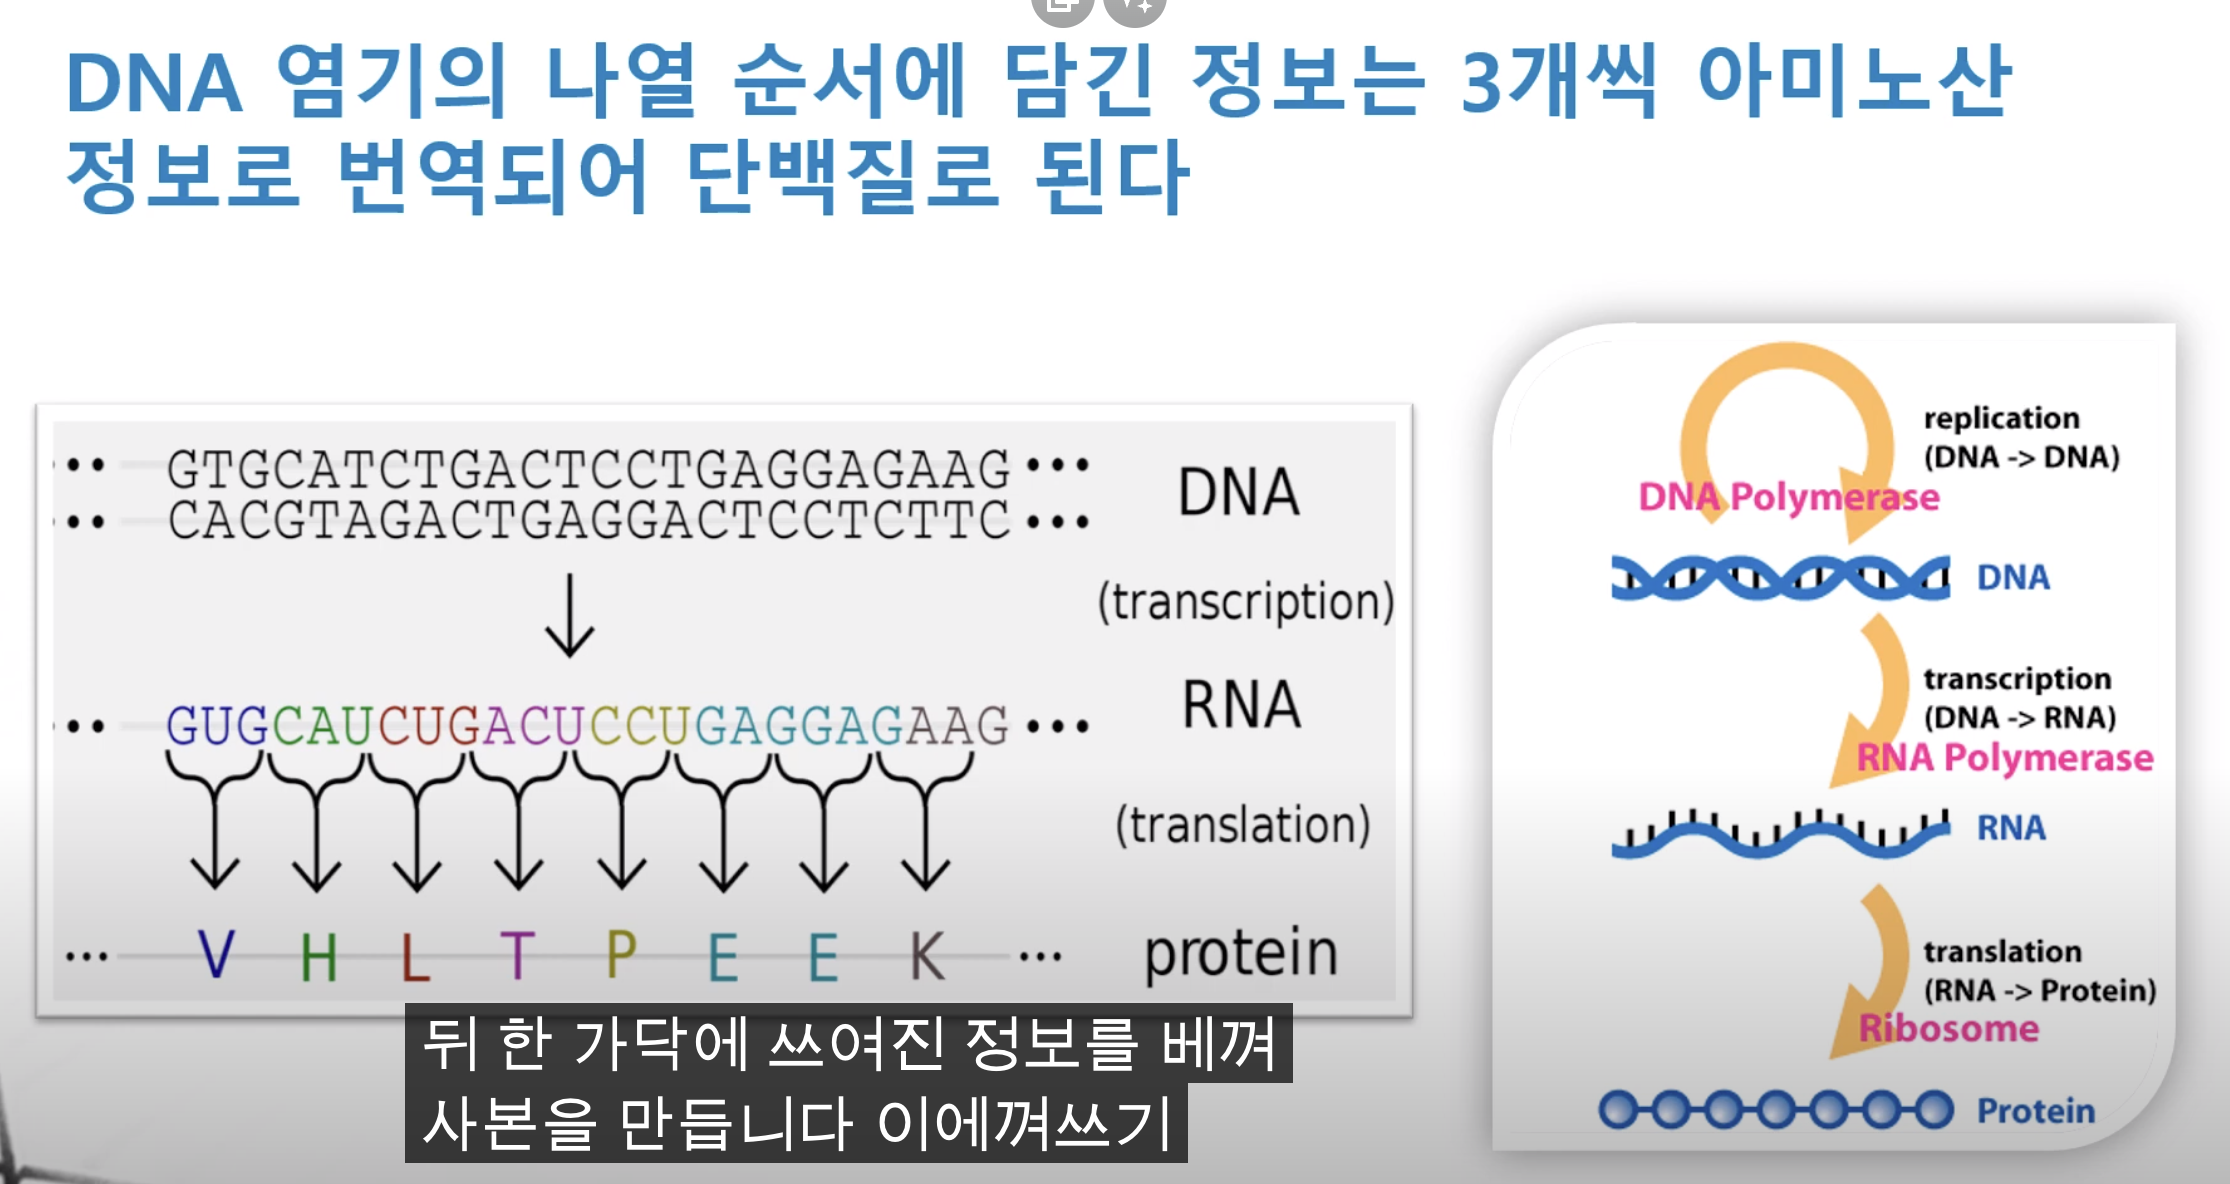 DNA 염기의 나열 순서에 담긴 정보는 3개씩 아미노산
정보로 번역되어 단백질로 된다
•• GTGCATCTGACTCCTGAGGAGAAG ••• DNA
•• CACGTAGACTGAGGACTCCTCTTC •••
(transcription)
•• GUGCAUCUGACUCCUGAGGAGAAG ••• RNA
(translation)
... V H L T P E E K ... protein
replication
(DNA -> DNA)
DNA Polymerase
DNA
transcription
(DNA -> RNA)
RNA Polymerase
RNA
translation
(RNA -> Protein)
Ribosome
Protein
뒤 한 가닥에 쓰여진 정보를 베껴
사본을 만듭니다 이에껴쓰기